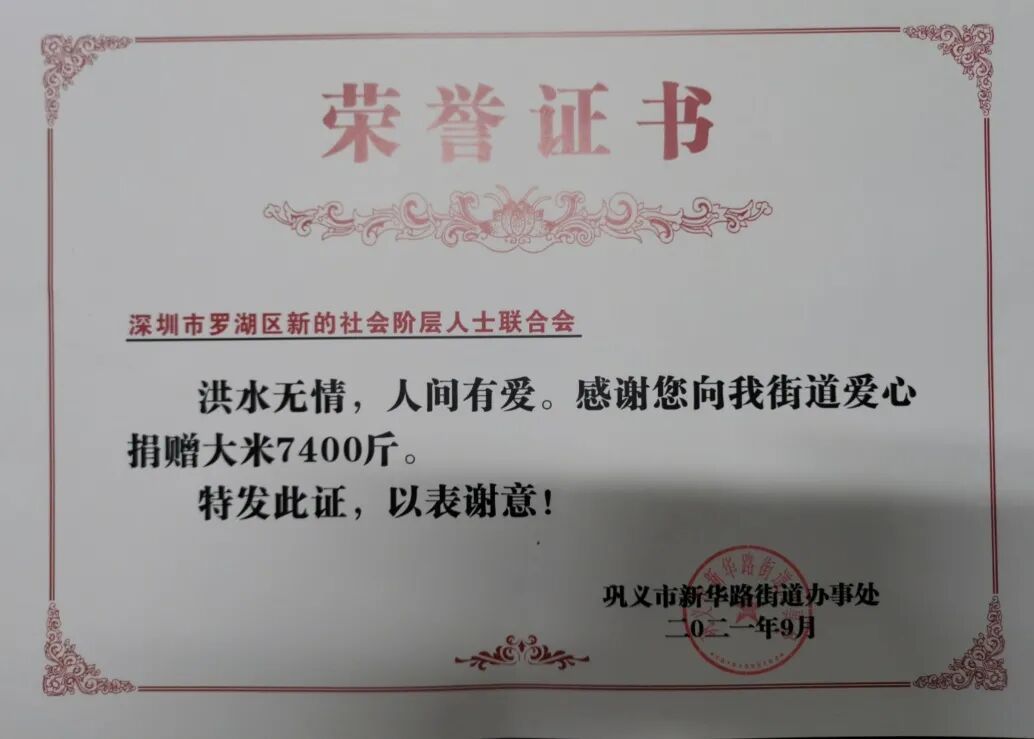 荣誉证书
深圳市罗湖区新的社会阶层人士联合会
洪水无情，人间有爱。感谢您向我街道爱心
捐赠大米7400斤。
特发此证，以表谢意！
巩义市新华路街道办事处
二〇二一年9月